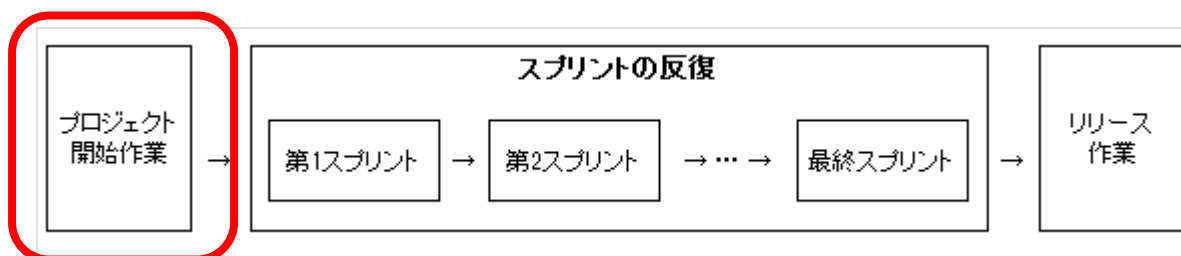 プロジェクト
開始作業
→
スプリントの反復
第1スプリント
→
第2スプリント
→…→
最終スプリント
→
リリース
作業